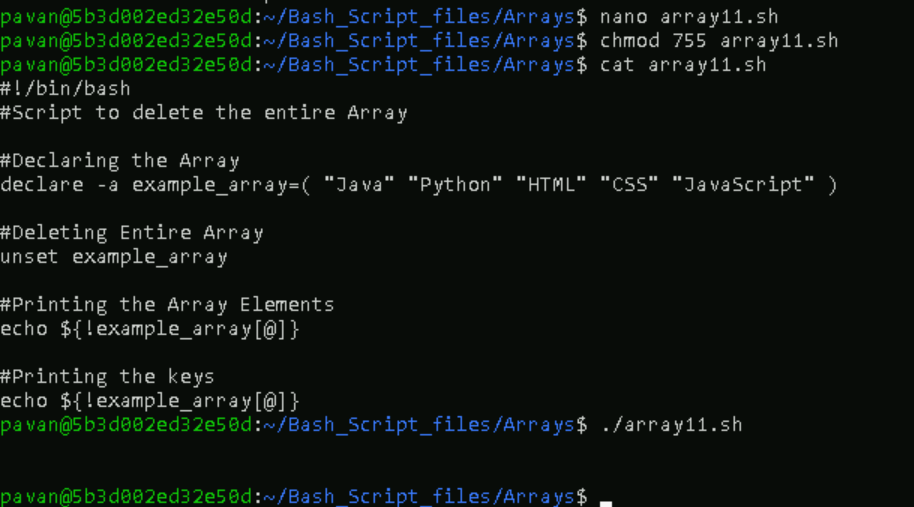 pavan@5b3d002ed32e50d:~/Bash_Script_files/Arrays$ nano array11.sh
pavan@5b3d002ed32e50d:~/Bash_Script_files/Arrays$ chmod 755 array11.sh
pavan@5b3d002ed32e50d:~/Bash_Script_files/Arrays$ cat array11.sh
#!/bin/bash
#Script to delete the entire Array
#Declaring the Array
declare -a example_array=( "Java" "Python" "HTML" "CSS" "JavaScript" )
#Deleting Entire Array
unset example_array
#Printing the Array Elements
echo ${!example_array[@]}
#Printing the keys
echo ${!example_array[@]}
pavan@5b3d002ed32e50d:~/Bash_Script_files/Arrays$ ./array11.sh
pavan@5b3d002ed32e50d:~/Bash_Script_files/Arrays$